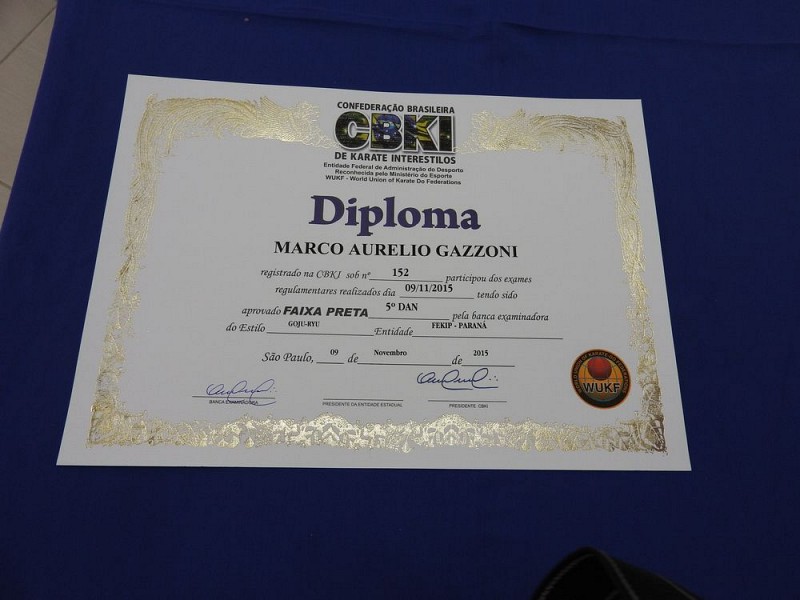 CONFEDERAÇÃO BRASILEIRA
CBKI
DE KARATE INTERESTILOS
Entidade Federal de Administração do Desporto
Reconhecida pelo Ministério do Esporte
WUKF - World Union of Karate Do Federations
Diploma
MARCO AURELIO GAZZONI
registrado na CBKI sob nº 152 participou dos exames
regulamentares realizados dia 09/11/2015 tendo sido
aprovado FAIXA PRETA 5º DAN pela banca examinadora
do Estilo GOJU-RYU Entidade FEKIP - PARANÁ
São Paulo, 09 de Novembro de 2015
BANCA EXAMINADORA
PRESIDENTE DA ENTIDADE ESTADUAL
PRESIDENTE CBKI
WUKF